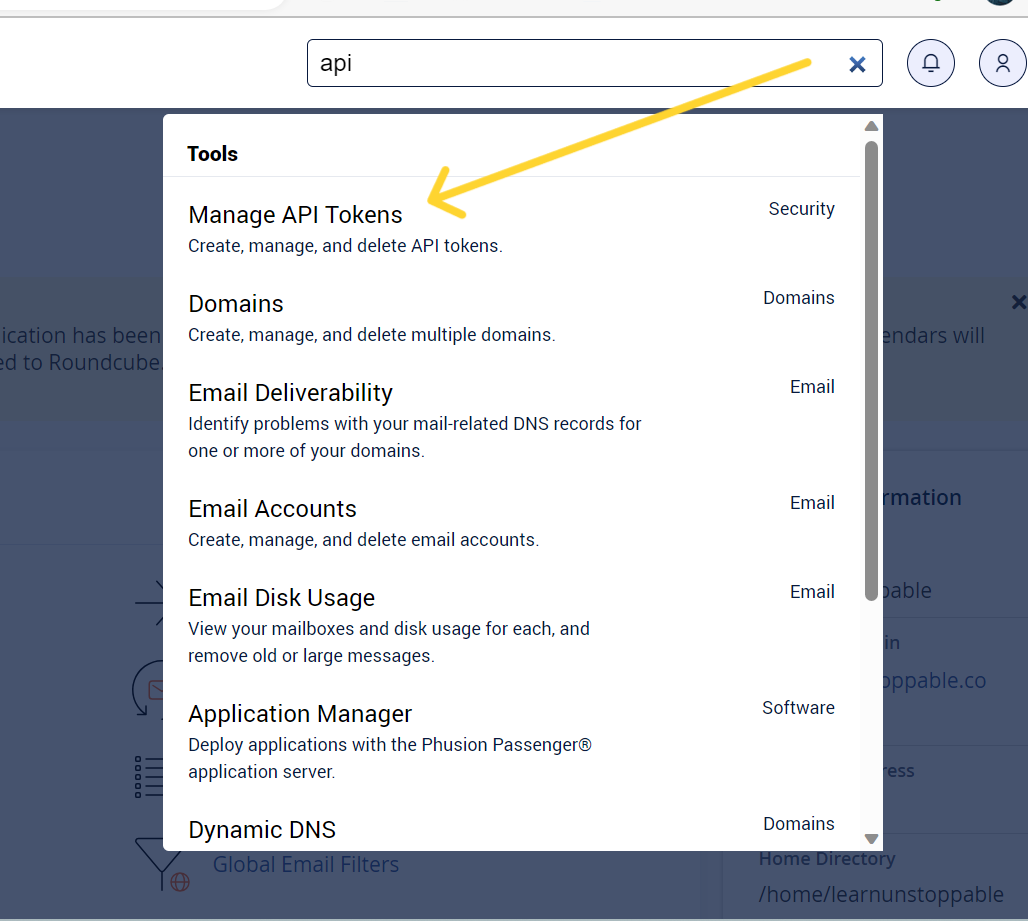 api
Tools
Manage API Tokens
Security
Create, manage, and delete API tokens.
Domains
Domains
Create, manage, and delete multiple domains.
ication has been
endars will
ed to Roundcube.
Email Deliverability
Email
Identify problems with your mail-related DNS records for
one or more of your domains.
rmation
Email Accounts
Email
Create, manage, and delete email accounts.
Email Disk Usage
Email
pable
View your mailboxes and disk usage for each, and
remove old or large messages.
in
oppable.co
Application Manager
Software
Deploy applications with the Phusion Passenger®
application server.
ress
Dynamic DNS
Domains
Global Email Filters
Home Directory
/home/learnunstoppable